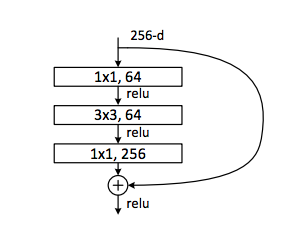 256-d
1x1, 64
relu
3x3, 64
relu
1x1, 256
+
relu